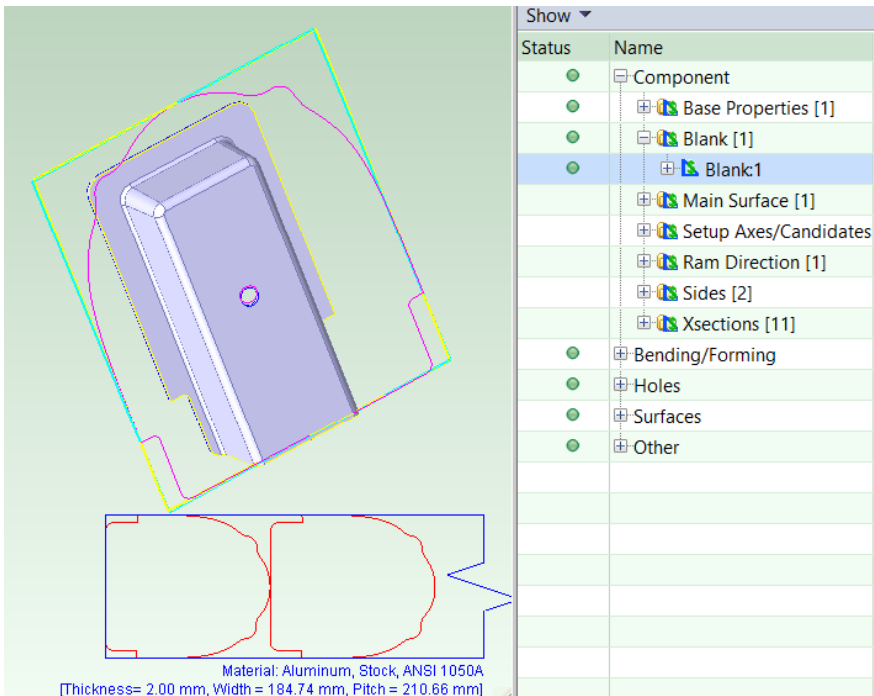 Show
Status Name
Component
Base Properties [1]
Blank [1]
Blank:1
Main Surface [1]
Setup Axes/Candidates
Ram Direction [1]
Sides [2]
Xsections [11]
Bending/Forming
Holes
Surfaces
Other
Material: Aluminum, Stock, ANSI 1050A
[Thickness= 2.00 mm, Width = 184.74 mm, Pitch = 210.66 mm]